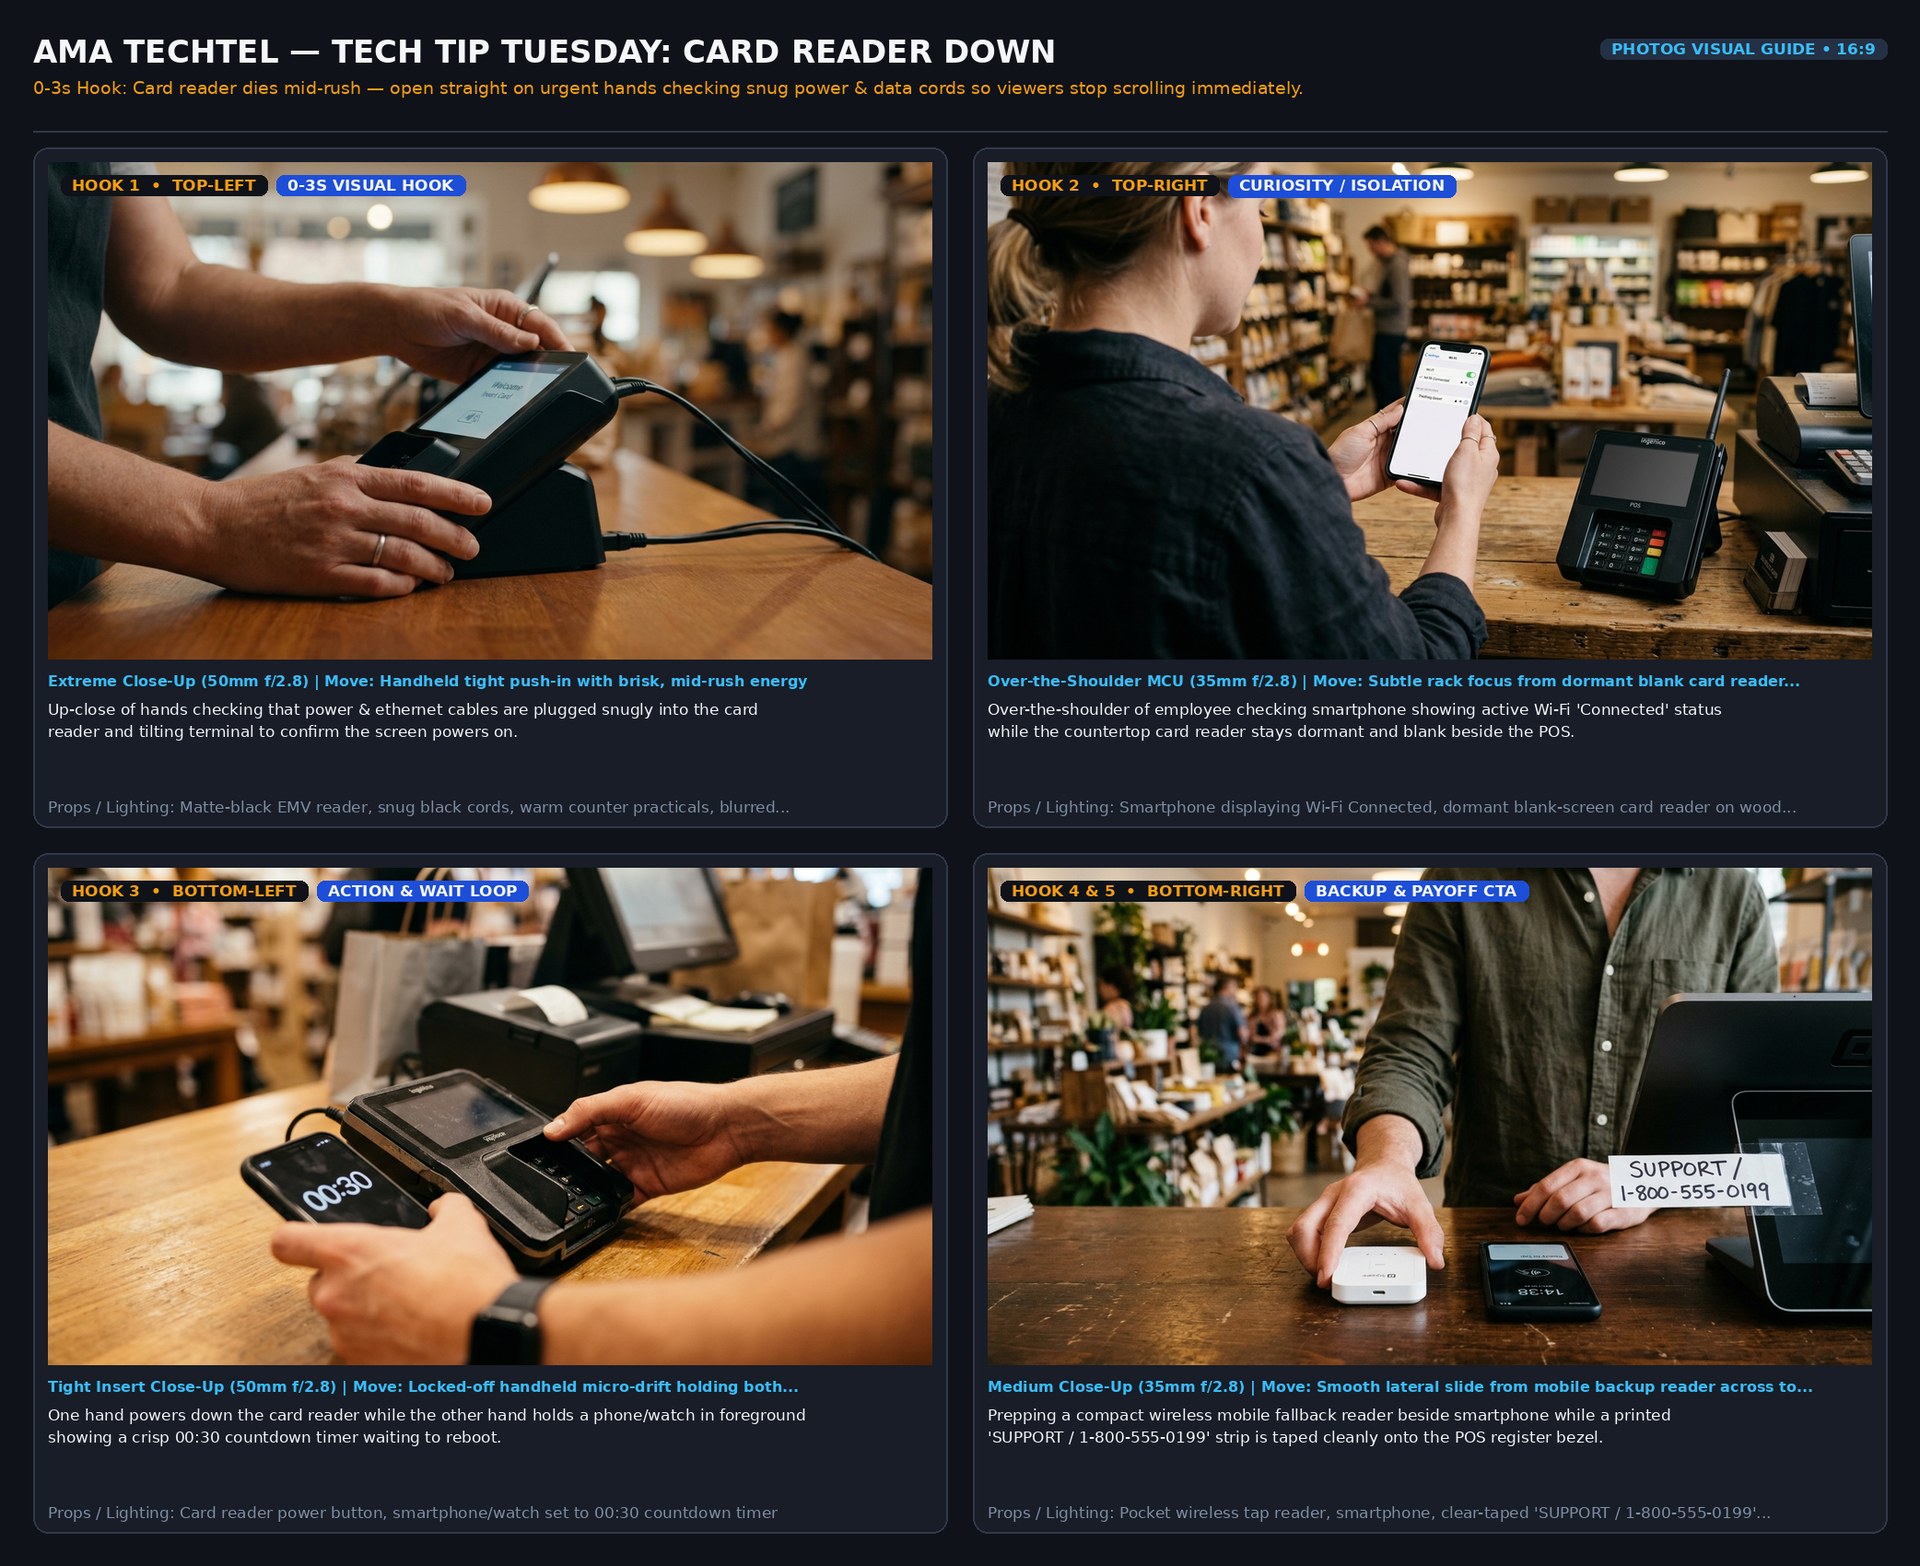 AMA TECHTEL — TECH TIP TUESDAY: CARD READER DOWN
PHOTOG VISUAL GUIDE • 16:9
0-3s Hook: Card reader dies mid-rush — open straight on urgent hands checking snug power & data cords so viewers stop scrolling immediately.
HOOK 1 • TOP-LEFT
0-3S VISUAL HOOK
Welcome
Insert Card
Extreme Close-Up (50mm f/2.8) | Move: Handheld tight push-in with brisk, mid-rush energy
Up-close of hands checking that power & ethernet cables are plugged snugly into the card
reader and tilting terminal to confirm the screen powers on.
Props / Lighting: Matte-black EMV reader, snug black cords, warm counter practicals, blurred...
HOOK 2 • TOP-RIGHT
CURIOSITY / ISOLATION
Wi-Fi
ingenico
POS
Over-the-Shoulder MCU (35mm f/2.8) | Move: Subtle rack focus from dormant blank card reader...
Over-the-shoulder of employee checking smartphone showing active Wi-Fi 'Connected' status
while the countertop card reader stays dormant and blank beside the POS.
Props / Lighting: Smartphone displaying Wi-Fi Connected, dormant blank-screen card reader on wood...
HOOK 3 • BOTTOM-LEFT
ACTION & WAIT LOOP
00:30
Tight Insert Close-Up (50mm f/2.8) | Move: Locked-off handheld micro-drift holding both...
One hand powers down the card reader while the other hand holds a phone/watch in foreground
showing a crisp 00:30 countdown timer waiting to reboot.
Props / Lighting: Card reader power button, smartphone/watch set to 00:30 countdown timer
HOOK 4 & 5 • BOTTOM-RIGHT
BACKUP & PAYOFF CTA
SUPPORT /
1-800-555-0199
14:38
Medium Close-Up (35mm f/2.8) | Move: Smooth lateral slide from mobile backup reader across to...
Prepping a compact wireless mobile fallback reader beside smartphone while a printed
'SUPPORT / 1-800-555-0199' strip is taped cleanly onto the POS register bezel.
Props / Lighting: Pocket wireless tap reader, smartphone, clear-taped 'SUPPORT / 1-800-555-0199'...